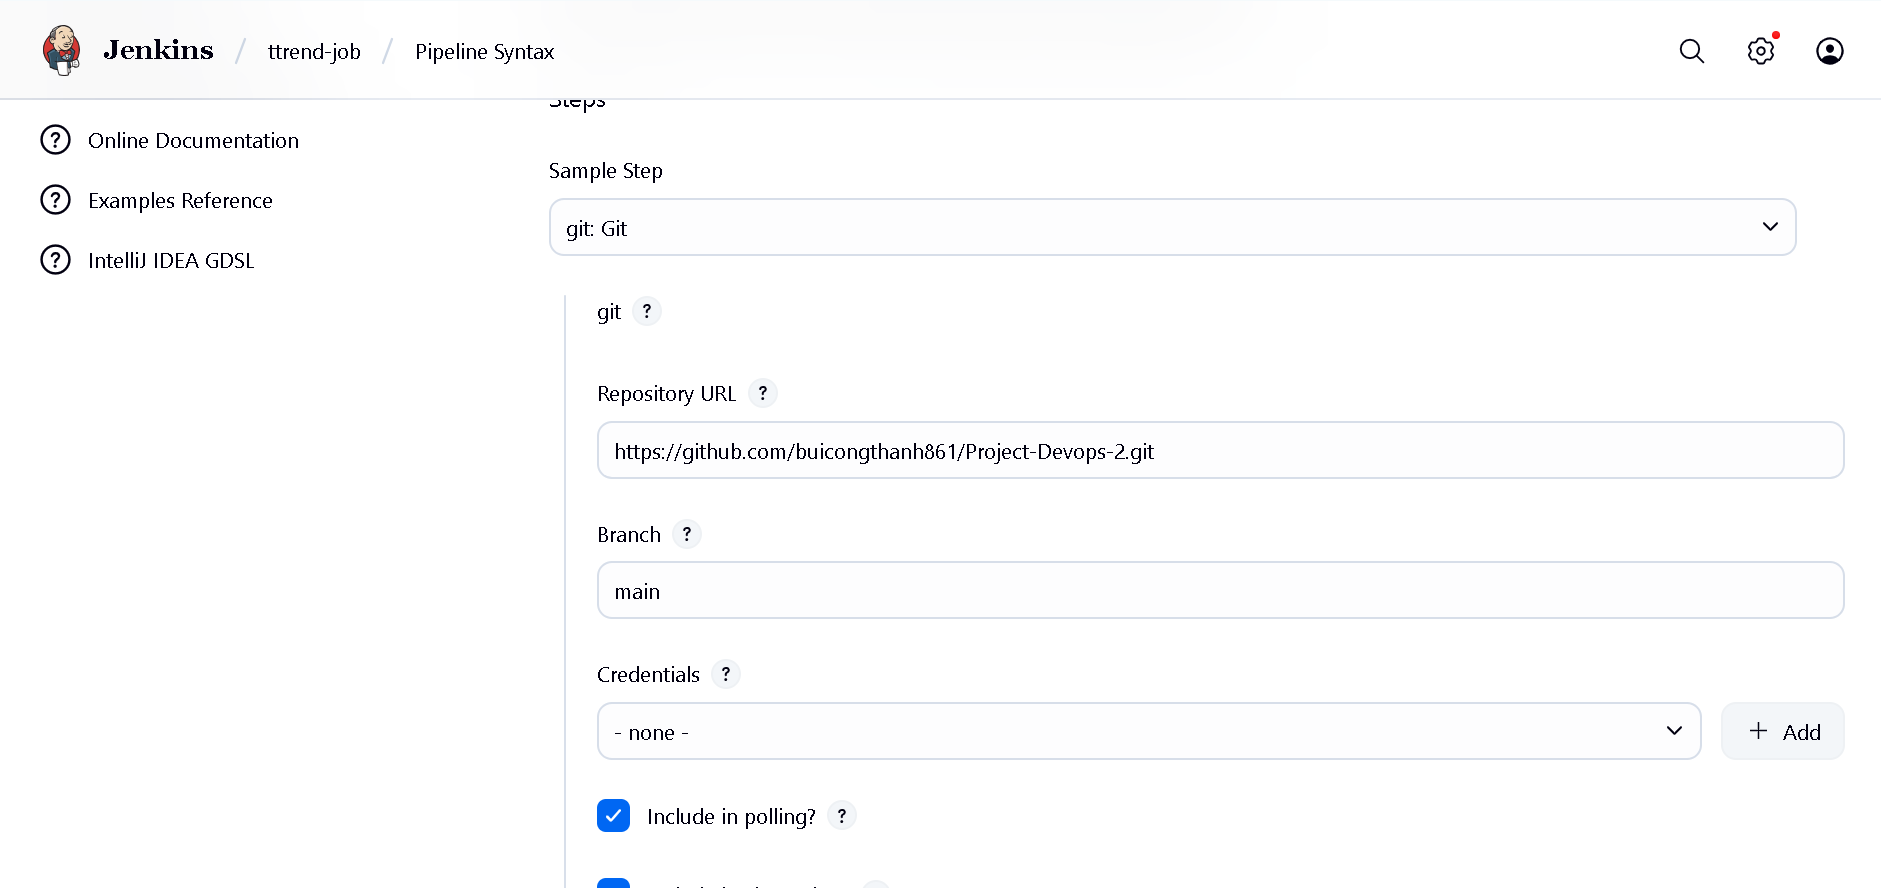 Jenkins / ttrend-job / Pipeline Syntax
Steps
Online Documentation
Examples Reference
IntelliJ IDEA GDSL
Sample Step
git: Git
git ?
Repository URL ?
https://github.com/buicongthanh861/Project-Devops-2.git
Branch ?
main
Credentials ?
- none -
Add
Include in polling? ?